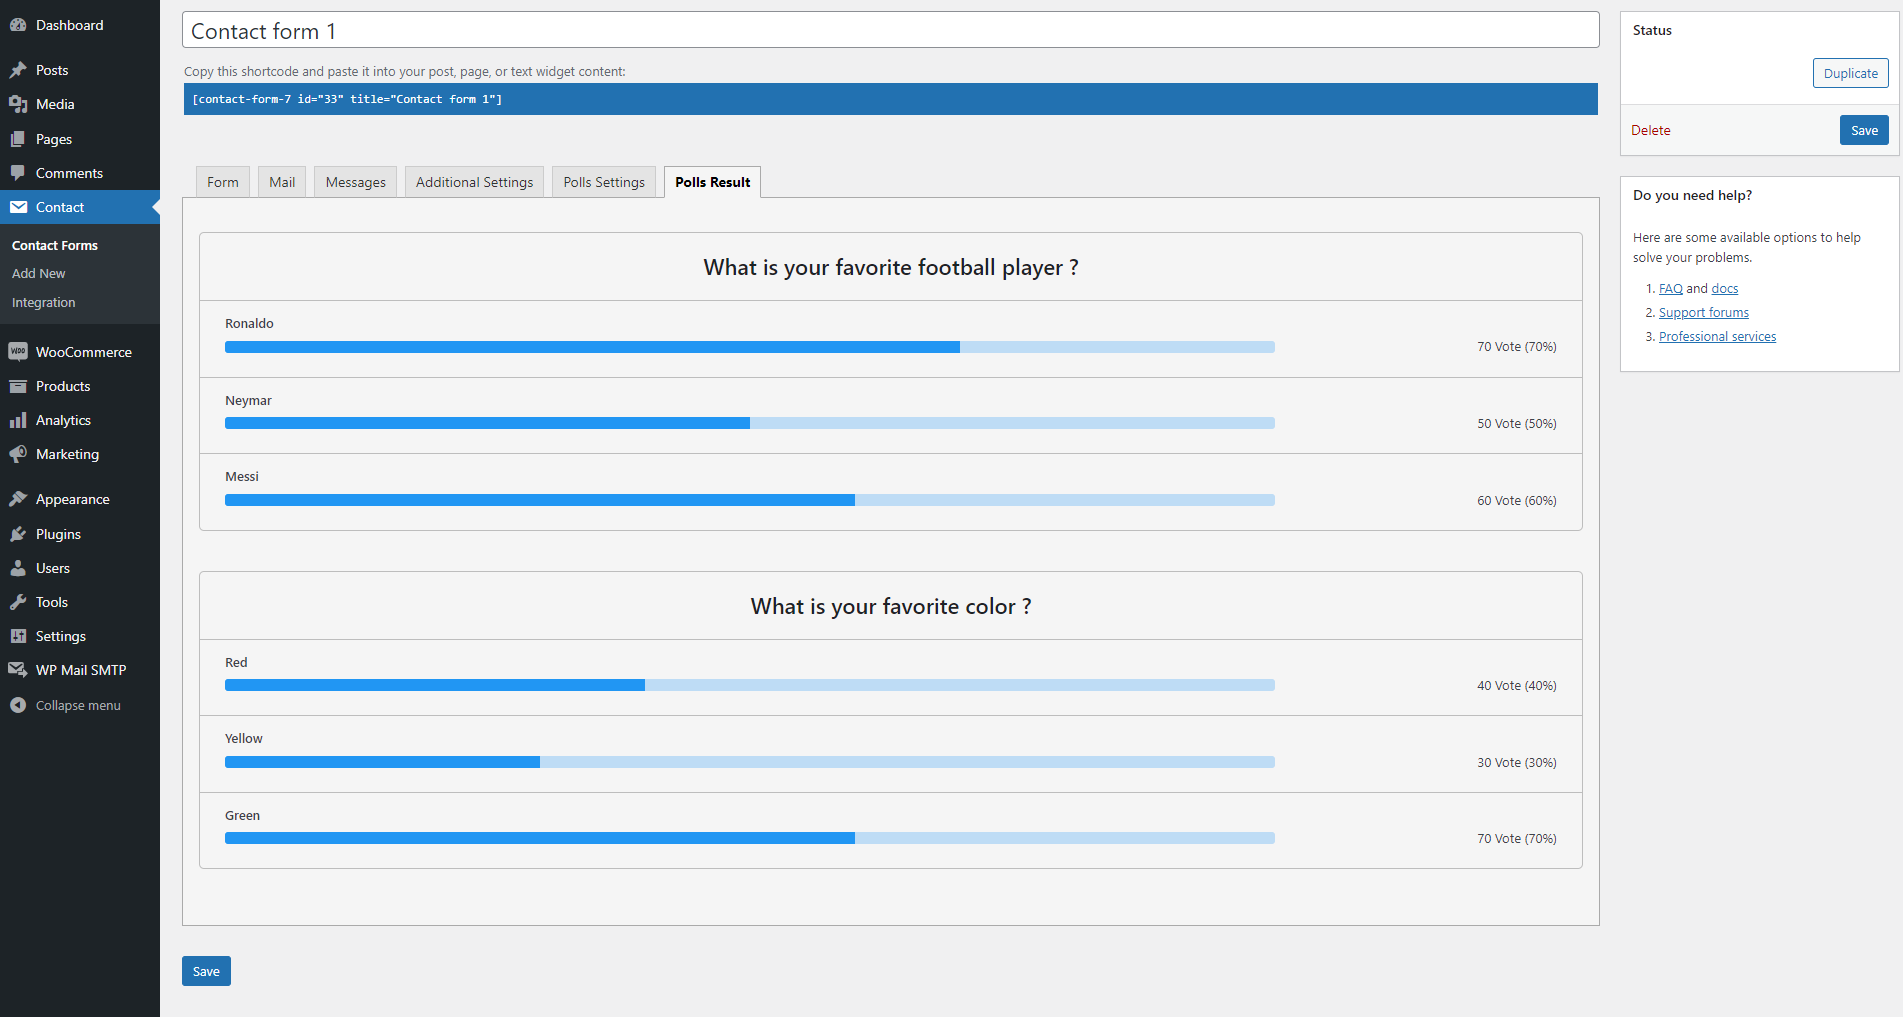 Dashboard
Posts
Media
Pages
Comments
Contact
Contact Forms
Add New
Integration
WooCommerce
Products
Analytics
Marketing
Appearance
Plugins
Users
Tools
Settings
WP Mail SMTP
Collapse menu
Contact form 1
Copy this shortcode and paste it into your post, page, or text widget content:
[contact-form-7 id="33" title="Contact form 1"]
Form
Mail
Messages
Additional Settings
Polls Settings
Polls Result
What is your favorite football player ?
Ronaldo
70 Vote (70%)
Neymar
50 Vote (50%)
Messi
60 Vote (60%)
What is your favorite color ?
Red
40 Vote (40%)
Yellow
30 Vote (30%)
Green
70 Vote (70%)
Save
Status
Duplicate
Delete
Save
Do you need help?
Here are some available options to help
solve your problems.
1. FAQ and docs
2. Support forums
3. Professional services